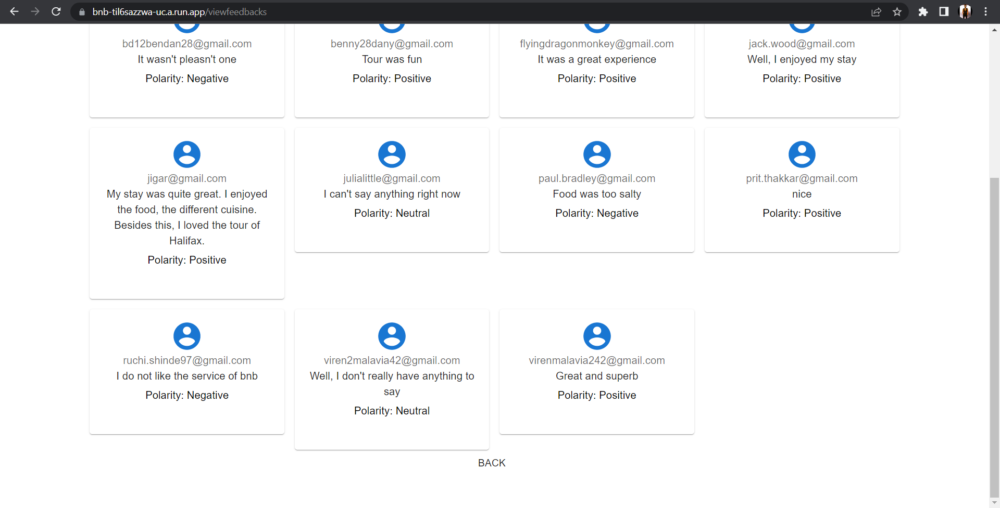 bnb-til6sazzwa-uc.a.run.app/viewfeedbacks
bd12bendan28@gmail.com
It wasn't pleasn't one
Polarity: Negative
benny28dany@gmail.com
Tour was fun
Polarity: Positive
flyingdragonmonkey@gmail.com
It was a great experience
Polarity: Positive
jack.wood@gmail.com
Well, I enjoyed my stay
Polarity: Positive
jigar@gmail.com
My stay was quite great. I enjoyed
the food, the different cuisine.
Besides this, I loved the tour of
Halifax.
Polarity: Positive
julialittle@gmail.com
I can't say anything right now
Polarity: Neutral
paul.bradley@gmail.com
Food was too salty
Polarity: Negative
prit.thakkar@gmail.com
nice
Polarity: Positive
ruchi.shinde97@gmail.com
I do not like the service of bnb
Polarity: Negative
viren2malavia42@gmail.com
Well, I don't really have anything to
say
Polarity: Neutral
virenmalavia242@gmail.com
Great and superb
Polarity: Positive
BACK